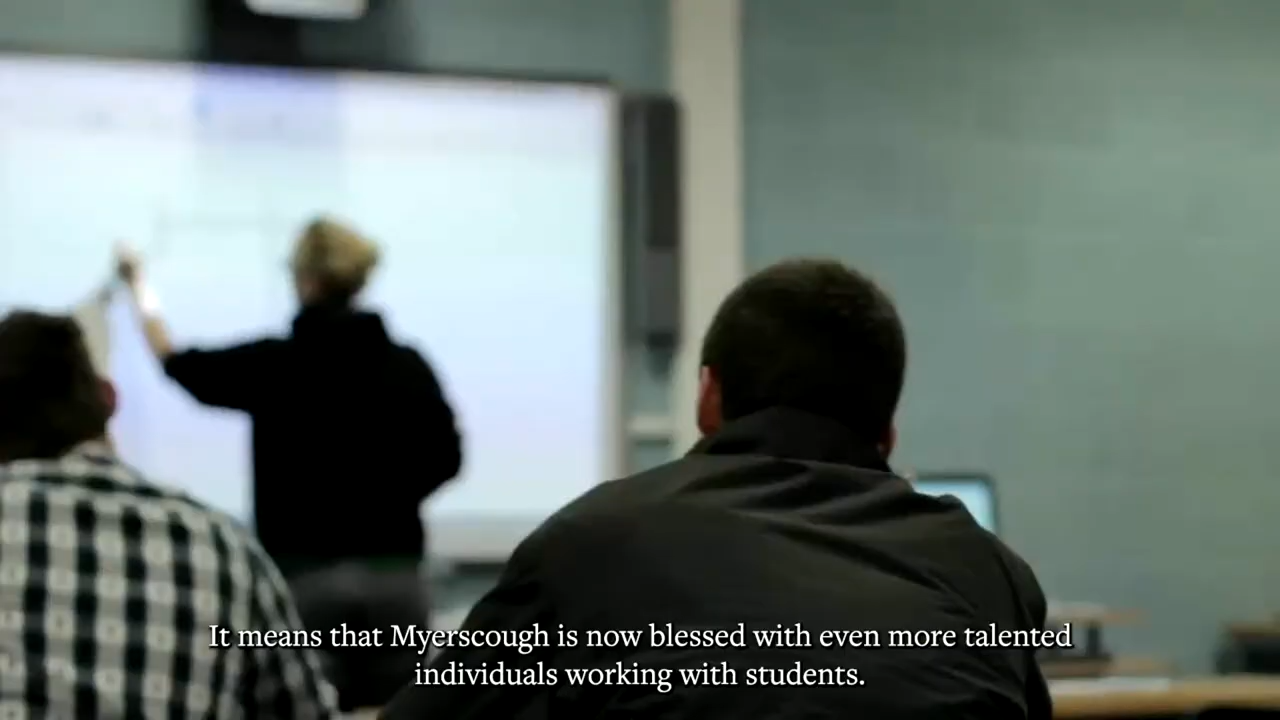 It means that Myerscough is now blessed with even more talented
individuals working with students.